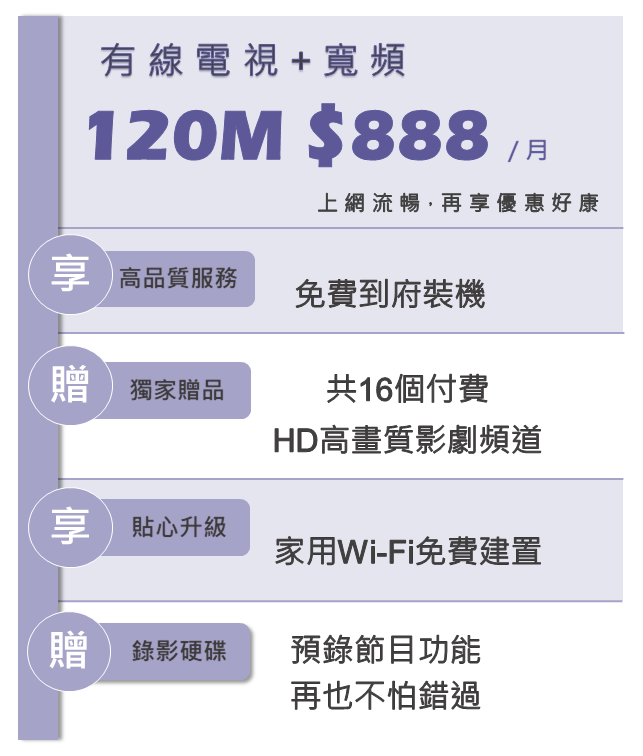 有線電視+寬頻
120M $888 /月
上網流暢,再享優惠好康
享 高品質服務 免費到府裝機
贈 獨家贈品 共16個付費
HD高畫質影劇頻道
享 貼心升級 家用Wi-Fi免費建置
贈 錄影硬碟 預錄節目功能
再也不怕錯過